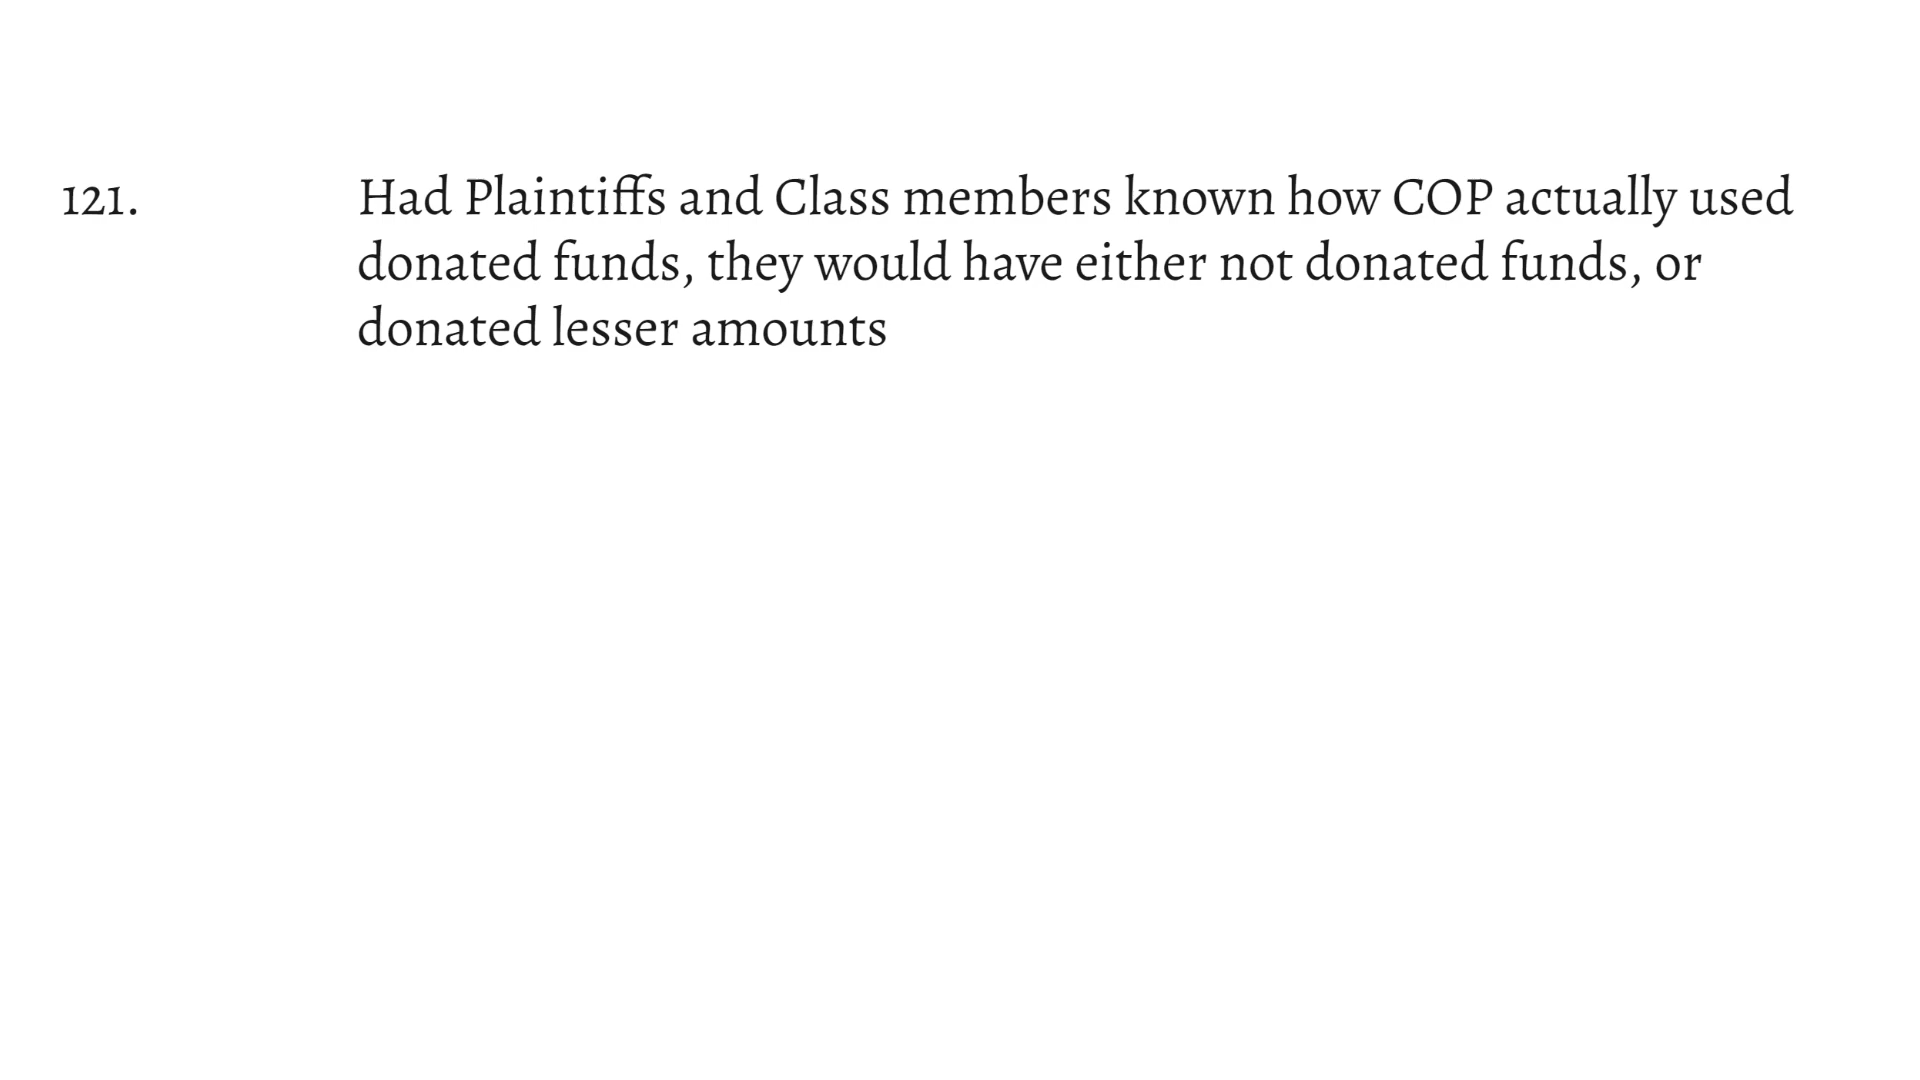 121. Had Plaintiffs and Class members known how COP actually used
donated funds, they would have either not donated funds, or
donated lesser amounts